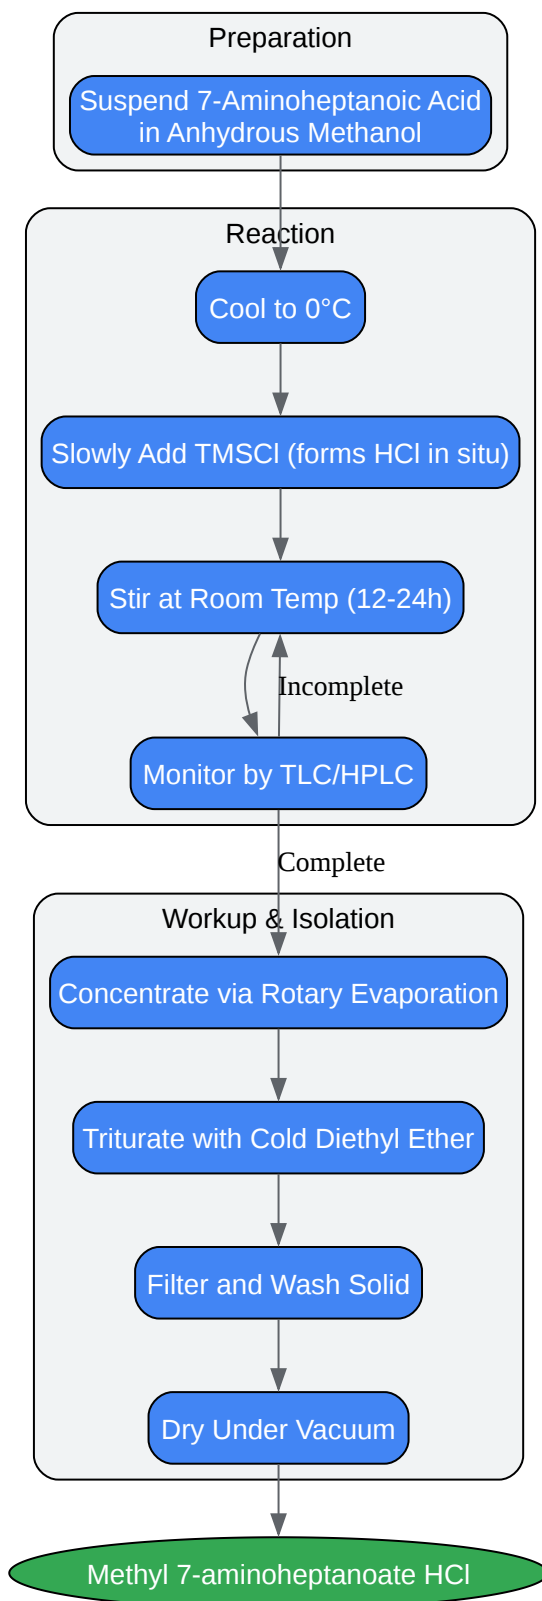 Preparation
Suspend 7-Aminoheptanoic Acid
in Anhydrous Methanol
Reaction
Cool to 0°C
Slowly Add TMSCl (forms HCl in situ)
Stir at Room Temp (12-24h)
Incomplete
Monitor by TLC/HPLC
Complete
Workup & Isolation
Concentrate via Rotary Evaporation
Triturate with Cold Diethyl Ether
Filter and Wash Solid
Dry Under Vacuum
Methyl 7-aminoheptanoate HCl